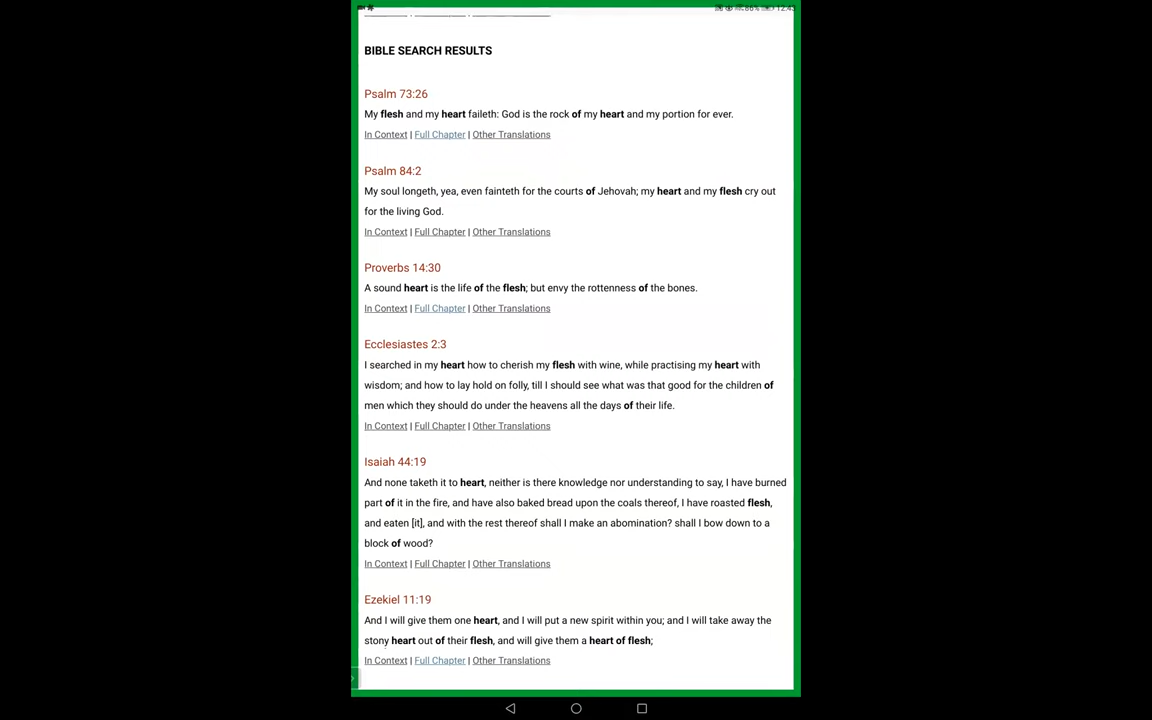 86% 12:43
BIBLE SEARCH RESULTS
Psalm 73:26
My flesh and my heart faileth: God is the rock of my heart and my portion for ever.
In Context | Full Chapter | Other Translations
Psalm 84:2
My soul longeth, yea, even fainteth for the courts of Jehovah; my heart and my flesh cry out
for the living God.
In Context | Full Chapter | Other Translations
Proverbs 14:30
A sound heart is the life of the flesh; but envy the rottenness of the bones.
In Context | Full Chapter | Other Translations
Ecclesiastes 2:3
I searched in my heart how to cherish my flesh with wine, while practising my heart with
wisdom; and how to lay hold on folly, till I should see what was that good for the children of
men which they should do under the heavens all the days of their life.
In Context | Full Chapter | Other Translations
Isaiah 44:19
And none taketh it to heart, neither is there knowledge nor understanding to say, I have burned
part of it in the fire, and have also baked bread upon the coals thereof, I have roasted flesh,
and eaten [it], and with the rest thereof shall I make an abomination? shall I bow down to a
block of wood?
In Context | Full Chapter | Other Translations
Ezekiel 11:19
And I will give them one heart, and I will put a new spirit within you; and I will take away the
stony heart out of their flesh, and will give them a heart of flesh;
In Context | Full Chapter | Other Translations